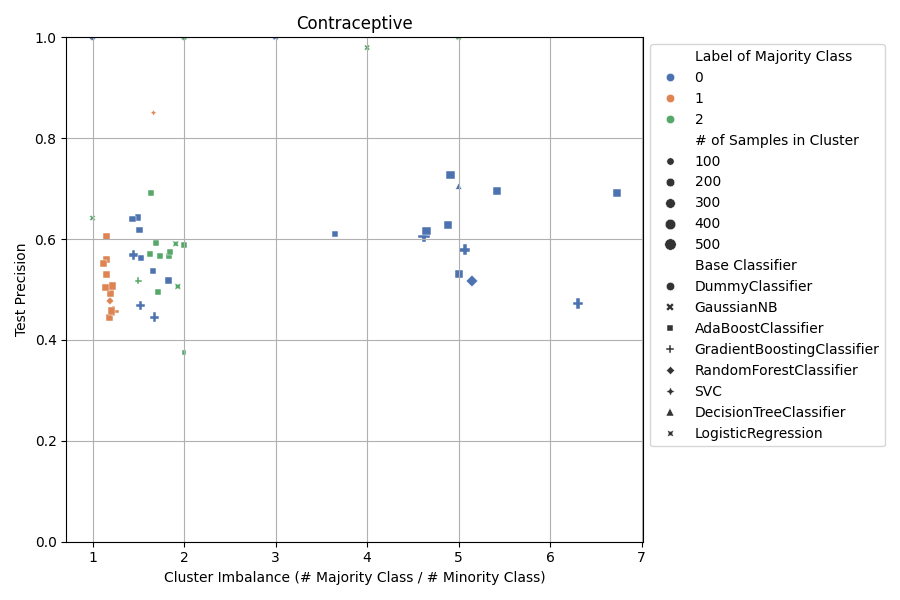 Contraceptive
Test Precision
1.0
0.8
0.6
0.4
0.2
0.0
1 2 3 4 5 6 7
Cluster Imbalance (# Majority Class / # Minority Class)
Label of Majority Class
0
1
2
# of Samples in Cluster
100
200
300
400
500
Base Classifier
DummyClassifier
GaussianNB
AdaBoostClassifier
GradientBoostingClassifier
RandomForestClassifier
SVC
DecisionTreeClassifier
LogisticRegression